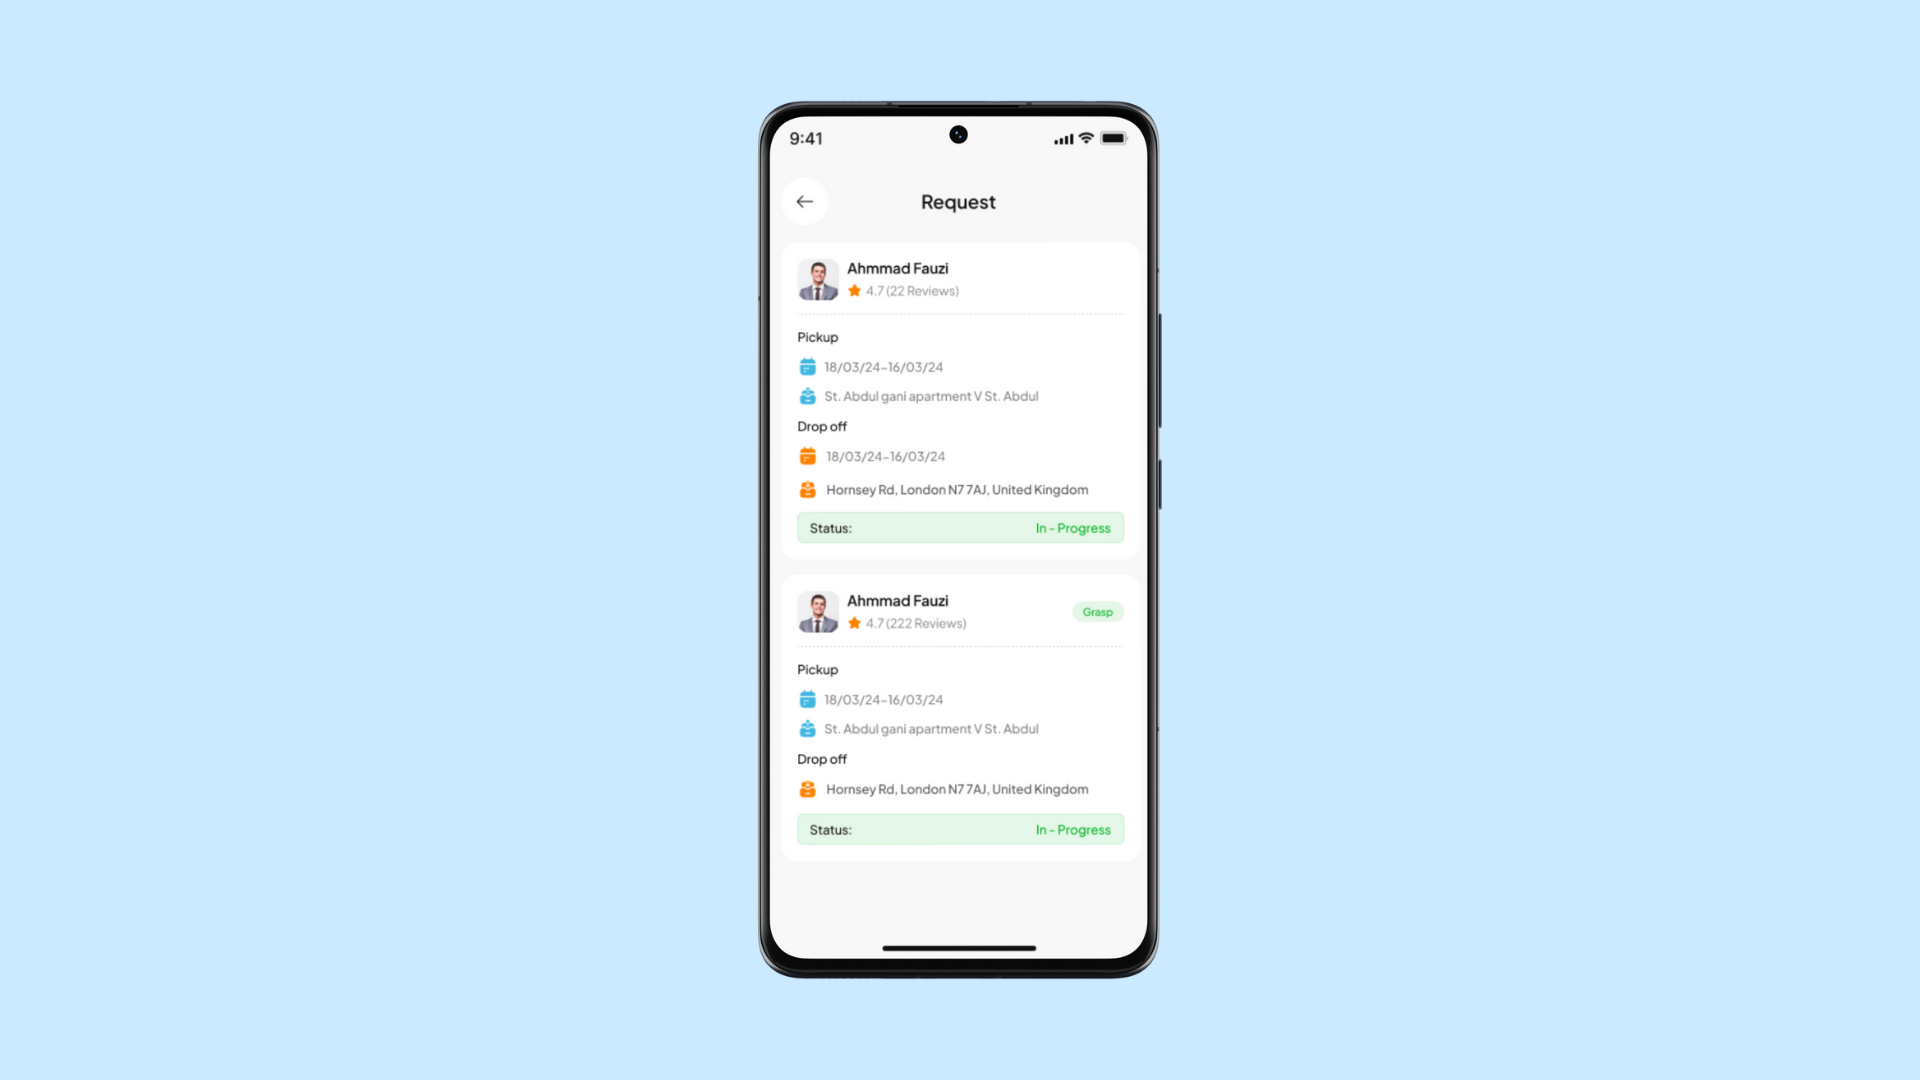 9:41
Request
Ahmmad Fauzi
4.7 (22 Reviews)
Pickup
18/03/24-16/03/24
St. Abdul gani apartment V St. Abdul
Drop off
18/03/24-16/03/24
Hornsey Rd, London N7 7AJ, United Kingdom
Status: In - Progress
Ahmmad Fauzi
Grasp
4.7 (222 Reviews)
Pickup
18/03/24-16/03/24
St. Abdul gani apartment V St. Abdul
Drop off
Hornsey Rd, London N7 7AJ, United Kingdom
Status: In - Progress